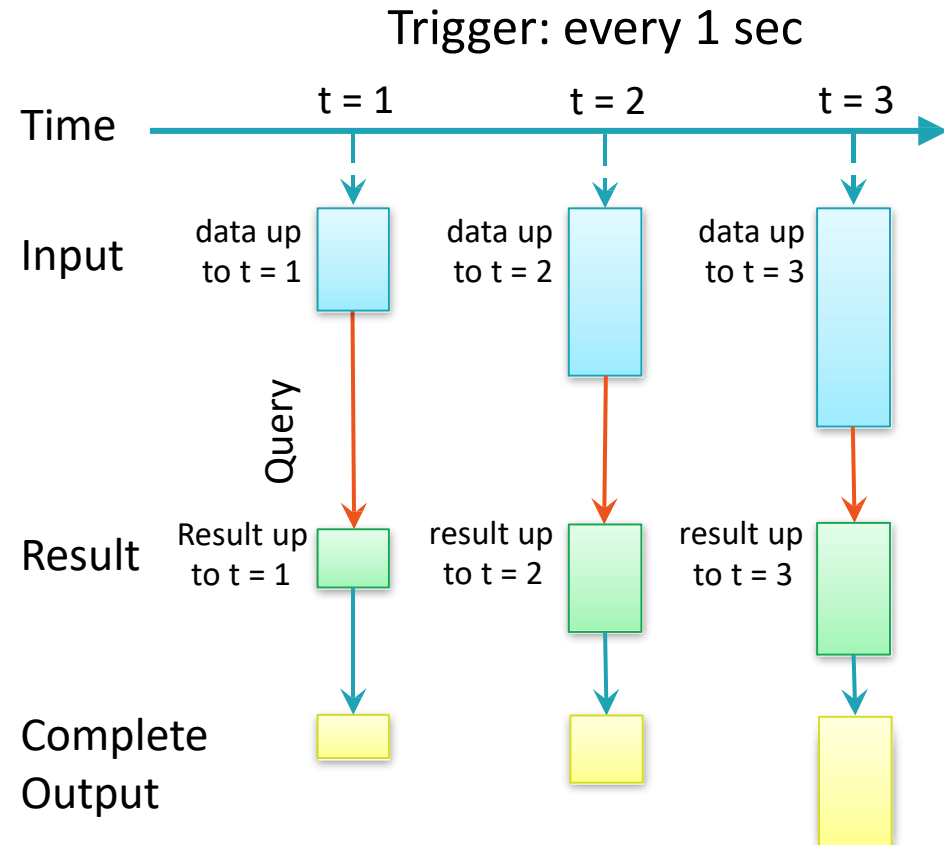 Trigger: every 1 sec
t = 1
t = 2
t = 3
Time
Input
data up
to t = 1
data up
to t = 2
data up
to t = 3
Query
Result
Result up
to t = 1
result up
to t = 2
result up
to t = 3
Complete
Output